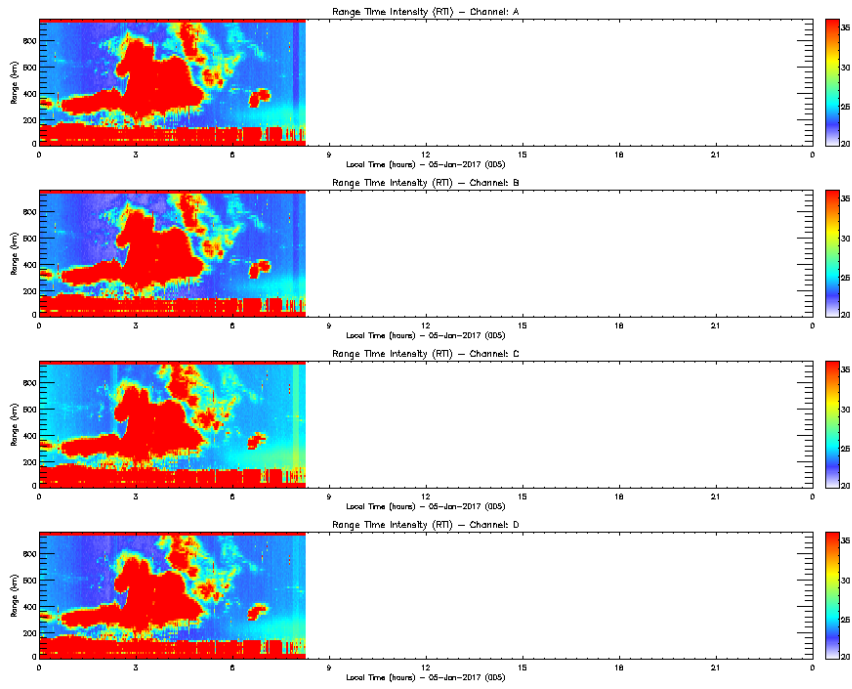 Range Time Intensity (RTI) – Channel: A
Range (km)
800
600
400
200
0
0 3 6 9 12 15 18 21 0
Local Time [hours] – 05-Jan-2017 (005)
35
30
25
20
Range Time Intensity (RTI) – Channel: B
Range (km)
800
600
400
200
0
0 3 6 9 12 15 18 21 0
Local Time [hours] – 05-Jan-2017 (005)
35
30
25
20
Range Time Intensity (RTI) – Channel: C
Range (km)
800
600
400
200
0
0 3 6 9 12 15 18 21 0
Local Time [hours] – 05-Jan-2017 (005)
35
30
25
20
Range Time Intensity (RTI) – Channel: D
Range (km)
800
600
400
200
0
0 3 6 9 12 15 18 21 0
Local Time [hours] – 05-Jan-2017 (005)
35
30
25
20